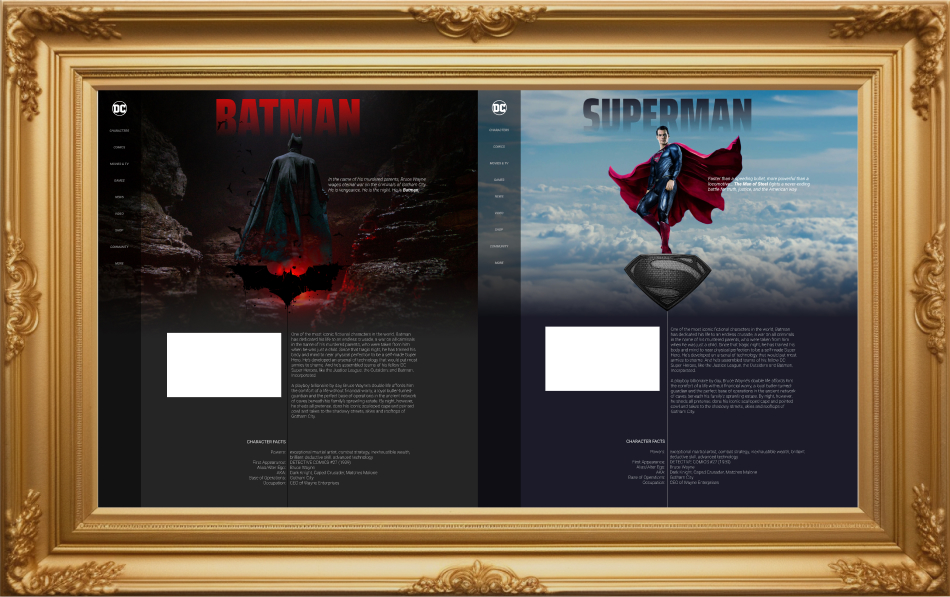 DC
BATMAN
CHARACTERS
COMICS
MOVIES & TV
GAMES
NEWS
VIDEO
SHOP
COMMUNITY
MORE
In the name of his murdered parents, Bruce Wayne
wages eternal war on the criminals of Gotham City.
He is vengeance. He is the night. He is Batman.
One of the most iconic fictional characters in the world, Batman
has dedicated his life to an endless crusade, a war on all criminals
in the name of his murdered parents, who were taken from him
when he was just a child. Since that tragic night, he has trained his
body and mind to near physical perfection to be a self-made Super
Hero. He's developed an arsenal of technology that would put most
armies to shame. And he's assembled teams of his fellow DC
Super Heroes, like the Justice League, the Outsiders and Batman,
Incorporated.
A playboy billionaire by day, Bruce Wayne's double life affords him
the comfort of a life without financial worry, a loyal butler-turned-
guardian and the perfect base of operations in the ancient network
of caves beneath his family's sprawling estate. By night, however,
he sheds all pretense, dons his iconic scalloped cape and pointed
cowl and takes to the shadowy streets, skies and rooftops of
Gotham City.
CHARACTER FACTS
Powers: exceptional martial artist, combat strategy, inexhaustible wealth,
brilliant deductive skill, advanced technology
First Appearance: DETECTIVE COMICS #27 (1939)
Alias/Alter Ego: Bruce Wayne
AKA: Dark Knight, Caped Crusader, Matches Malone
Base of Operations: Gotham City
Occupation: CEO of Wayne Enterprises
DC
SUPERMAN
CHARACTERS
COMICS
MOVIES & TV
GAMES
NEWS
VIDEO
SHOP
COMMUNITY
MORE
Faster than a speeding bullet, more powerful than a
locomotive... The Man of Steel fights a never-ending
battle for truth, justice, and the American way.
One of the most iconic fictional characters in the world, Batman
has dedicated his life to an endless crusade, a war on all criminals
in the name of his murdered parents, who were taken from him
when he was just a child. Since that tragic night, he has trained his
body and mind to near physical perfection to be a self-made Super
Hero. He's developed an arsenal of technology that would put most
armies to shame. And he's assembled teams of his fellow DC
Super Heroes, like the Justice League, the Outsiders and Batman,
Incorporated.
A playboy billionaire by day, Bruce Wayne's double life affords him
the comfort of a life without financial worry, a loyal butler-turned-
guardian and the perfect base of operations in the ancient network
of caves beneath his family's sprawling estate. By night, however,
he sheds all pretense, dons his iconic scalloped cape and pointed
cowl and takes to the shadowy streets, skies and rooftops of
Gotham City.
CHARACTER FACTS
Powers: exceptional martial artist, combat strategy, inexhaustible wealth, brilliant
deductive skill, advanced technology
First Appearance: DETECTIVE COMICS #27 (1939)
Alias/Alter Ego: Bruce Wayne
AKA: Dark Knight, Caped Crusader, Matches Malone
Base of Operations: Gotham City
Occupation: CEO of Wayne Enterprises